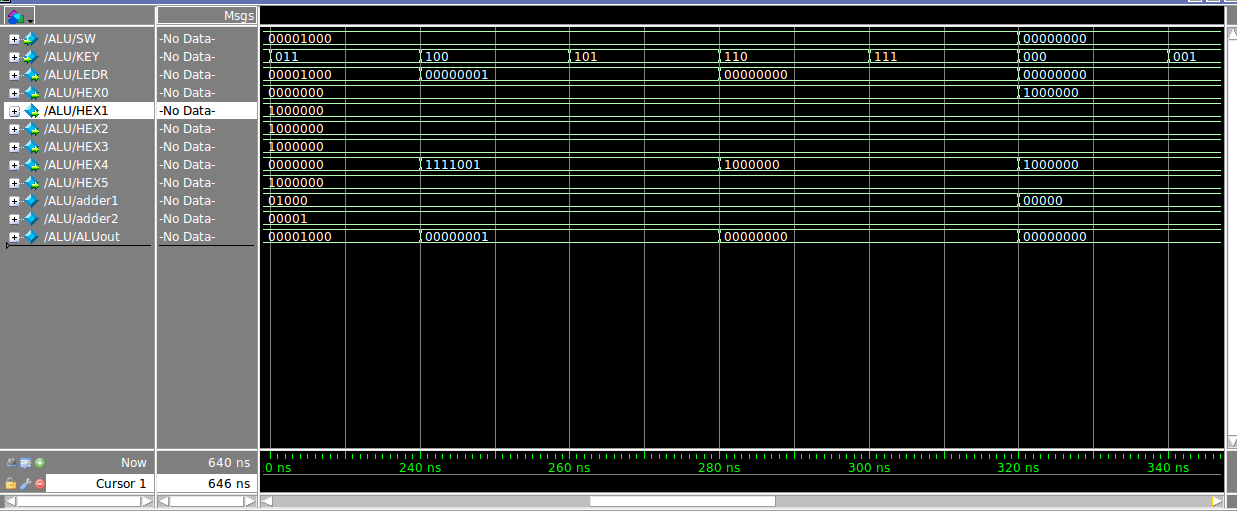 Msgs
/ALU/SW -No Data- 00001000 00000000
/ALU/KEY -No Data- 011 100 101 110 111 000 001
/ALU/LEDR -No Data- 00001000 00000001 00000000 00000000
/ALU/HEX0 -No Data- 0000000 1000000
/ALU/HEX1 -No Data- 1000000
/ALU/HEX2 -No Data- 1000000
/ALU/HEX3 -No Data- 1000000
/ALU/HEX4 -No Data- 0000000 1111001 1000000 1000000
/ALU/HEX5 -No Data- 1000000
/ALU/adder1 -No Data- 01000 00000
/ALU/adder2 -No Data- 00001
/ALU/ALUout -No Data- 00001000 00000001 00000000 00000000
Now 640 ns 0 ns 240 ns 260 ns 280 ns 300 ns 320 ns 340 ns
Cursor 1 646 ns